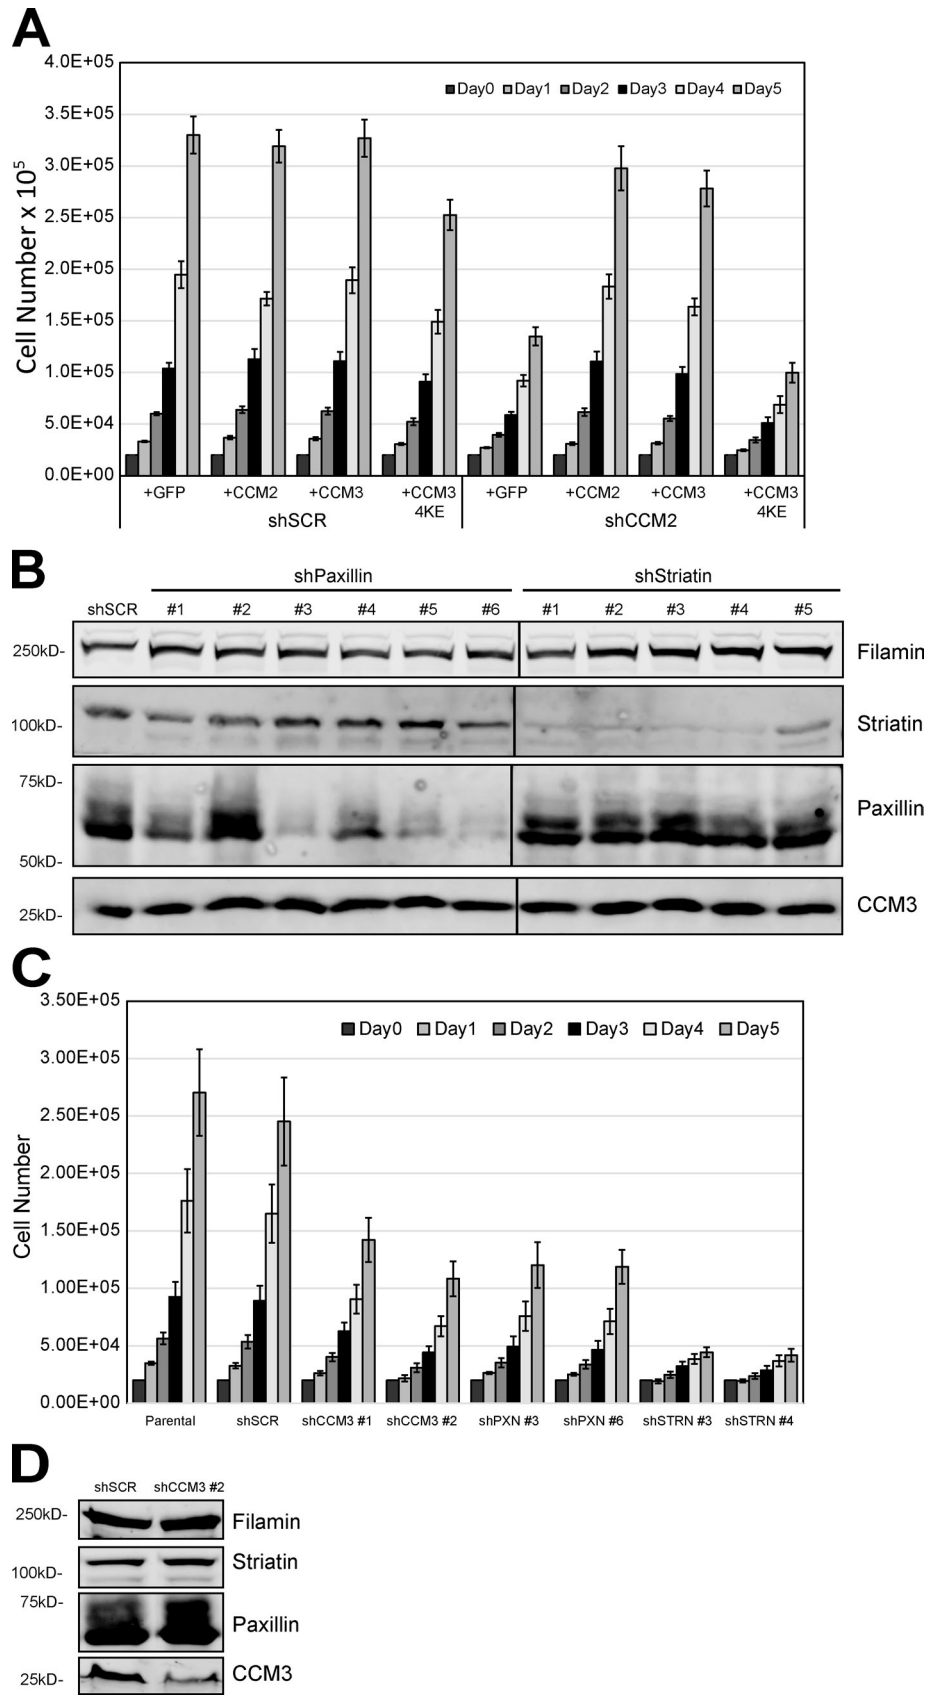 A
4.0E+05
3.5E+05
3.0E+05
2.5E+05
2.0E+05
1.5E+05
1.0E+05
5.0E+04
0.0E+00
Cell Number x 10⁵
Day0 Day1 Day2 Day3 Day4 Day5
+GFP +CCM2 +CCM3 +CCM3 4KE +GFP +CCM2 +CCM3 +CCM3 4KE
shSCR shCCM2
B
shPaxillin shStriatin
shSCR #1 #2 #3 #4 #5 #6 #1 #2 #3 #4 #5
250kD- Filamin
100kD- Striatin
75kD-
Paxillin
50kD-
25kD- CCM3
C
3.50E+05
3.00E+05
2.50E+05
2.00E+05
1.50E+05
1.00E+05
5.00E+04
0.00E+00
Cell Number
Day0 Day1 Day2 Day3 Day4 Day5
Parental shSCR shCCM3 #1 shCCM3 #2 shPXN #3 shPXN #6 shSTRN #3 shSTRN #4
D
shSCR shCCM3 #2
250kD- Filamin
Striatin
100kD-
75kD-
Paxillin
25kD- CCM3